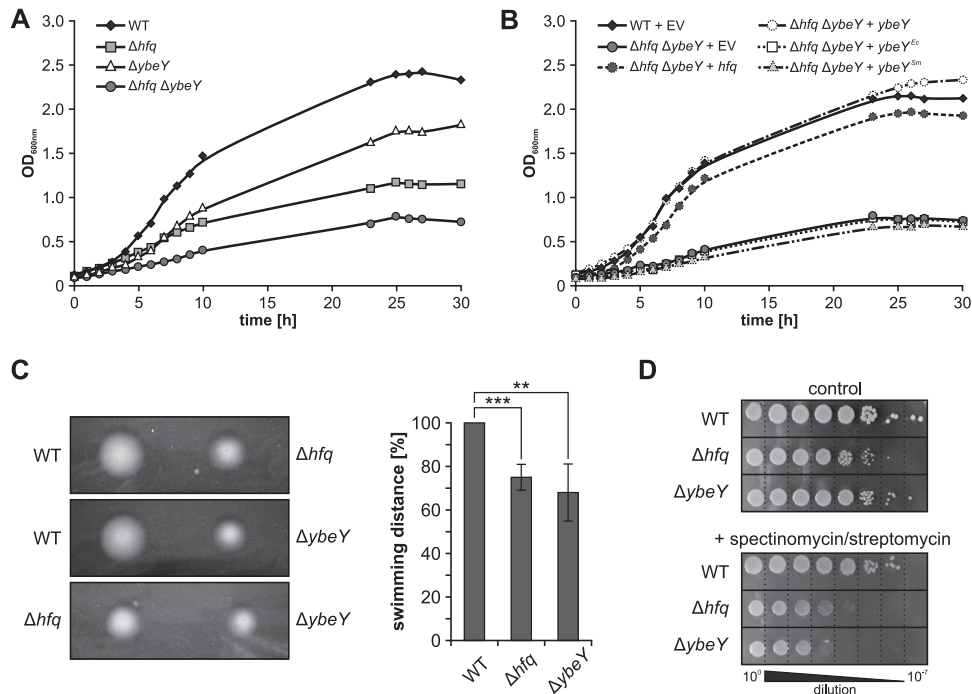 A
WT
Δhfq
ΔybeY
Δhfq ΔybeY
3.0
2.5
2.0
1.5
1.0
0.5
0
OD600nm
0 5 10 15 20 25 30
time [h]
B
WT + EV
Δhfq ΔybeY + EV
Δhfq ΔybeY + hfq
Δhfq ΔybeY + ybeY
Δhfq ΔybeY + ybeY^Ec
Δhfq ΔybeY + ybeY^Sm
3.0
2.5
2.0
1.5
1.0
0.5
0
OD600nm
0 5 10 15 20 25 30
time [h]
C
WT Δhfq
WT ΔybeY
Δhfq ΔybeY
**
***
100
80
60
40
20
0
swimming distance [%]
WT Δhfq ΔybeY
D
control
WT
Δhfq
ΔybeY
+ spectinomycin/streptomycin
WT
Δhfq
ΔybeY
10^0 10^-7
dilution